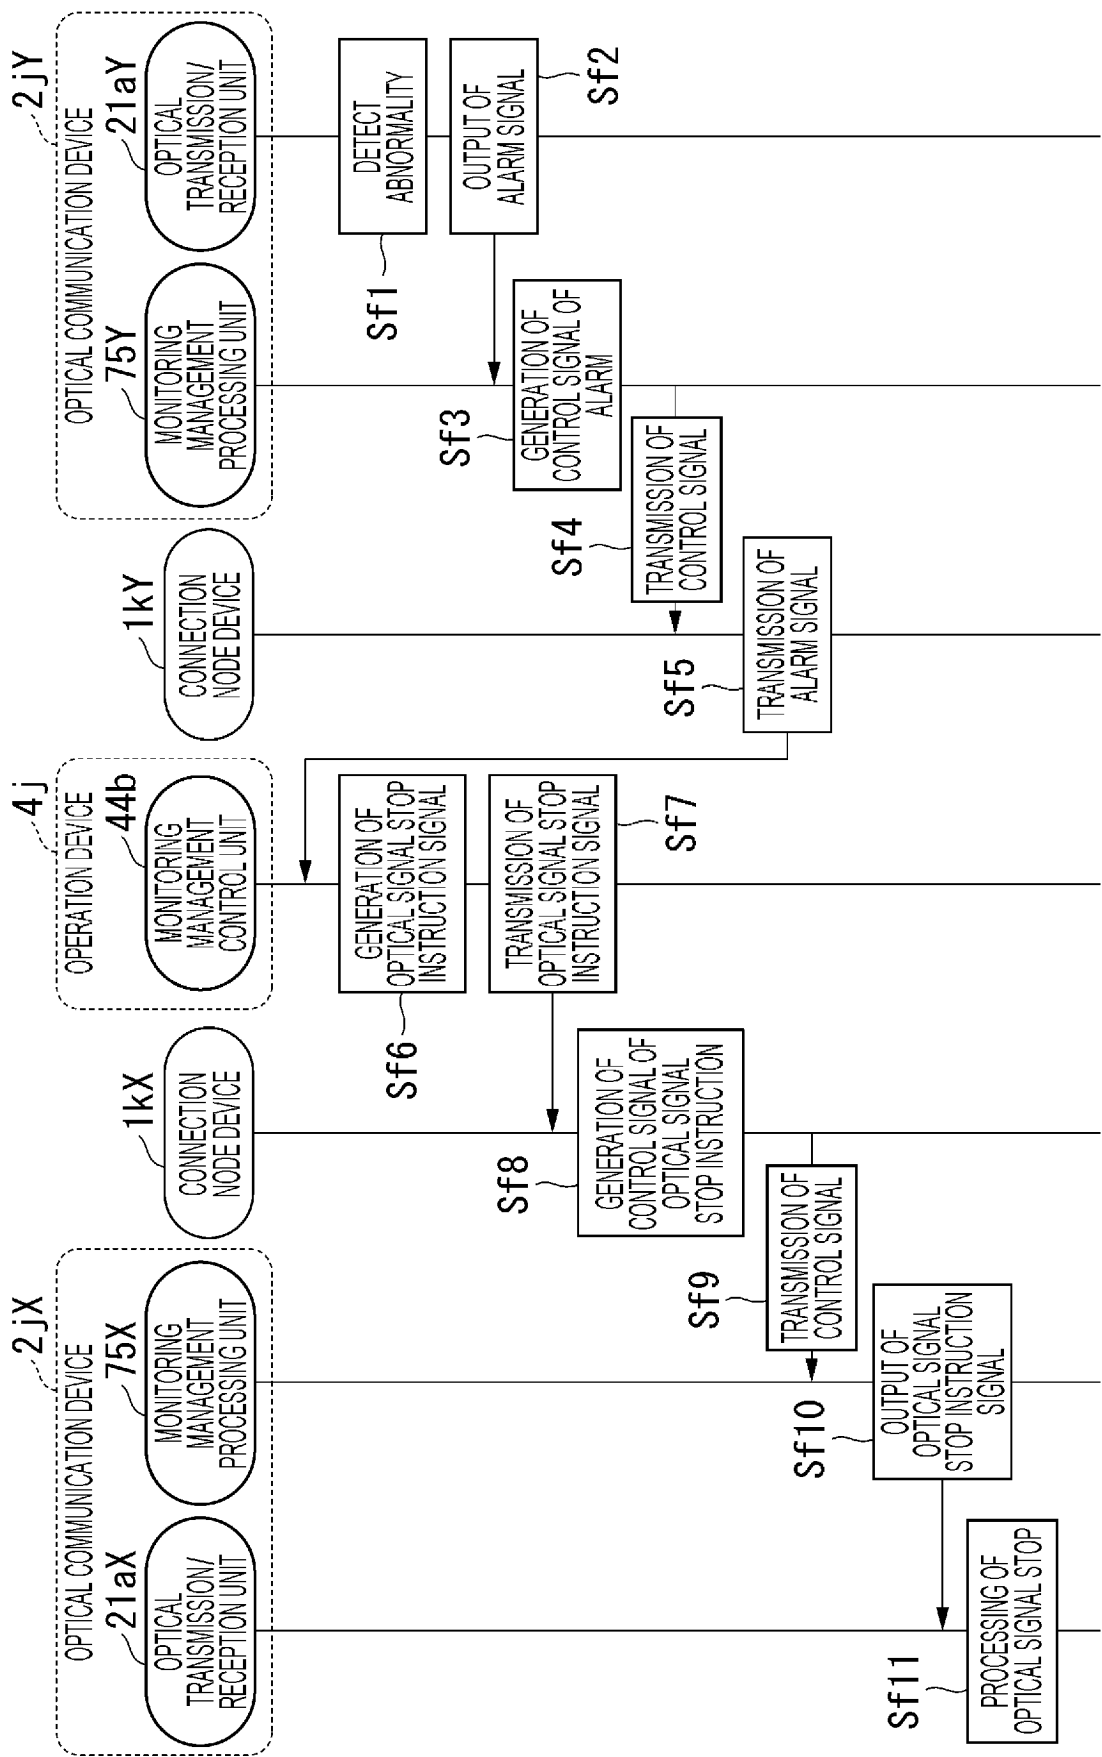 2jX
OPTICAL COMMUNICATION DEVICE
21aX
OPTICAL
TRANSMISSION/
RECEPTION UNIT
75X
MONITORING
MANAGEMENT
PROCESSING UNIT
1kX
CONNECTION
NODE DEVICE
4j
OPERATION DEVICE
44b
MONITORING
MANAGEMENT
CONTROL UNIT
1kY
CONNECTION
NODE DEVICE
2jY
OPTICAL COMMUNICATION DEVICE
75Y
MONITORING
MANAGEMENT
PROCESSING UNIT
21aY
OPTICAL
TRANSMISSION/
RECEPTION UNIT
Sf1
DETECT
ABNORMALITY
Sf2
OUTPUT OF
ALARM SIGNAL
Sf3
GENERATION OF
CONTROL SIGNAL OF
ALARM
Sf4
TRANSMISSION OF
CONTROL SIGNAL
Sf5
TRANSMISSION OF
ALARM SIGNAL
Sf6
GENERATION OF
OPTICAL SIGNAL STOP
INSTRUCTION SIGNAL
Sf7
TRANSMISSION OF
OPTICAL SIGNAL STOP
INSTRUCTION SIGNAL
Sf8
GENERATION OF
CONTROL SIGNAL OF
OPTICAL SIGNAL
STOP INSTRUCTION
Sf9
TRANSMISSION OF
CONTROL SIGNAL
Sf10
OUTPUT OF
OPTICAL SIGNAL
STOP INSTRUCTION
SIGNAL
Sf11
PROCESSING OF
OPTICAL SIGNAL STOP